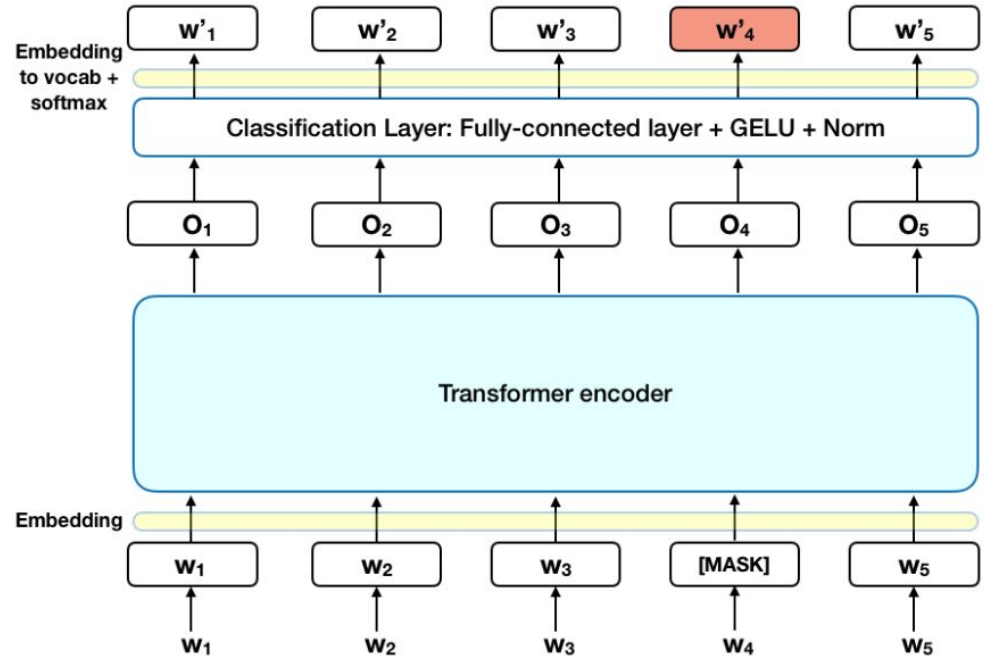 w’₁ w’₂ w’₃ w’₄ w’₅
Embedding
to vocab +
softmax
Classification Layer: Fully-connected layer + GELU + Norm
O₁ O₂ O₃ O₄ O₅
Transformer encoder
Embedding
w₁ w₂ w₃ [MASK] w₅
w₁ w₂ w₃ w₄ w₅